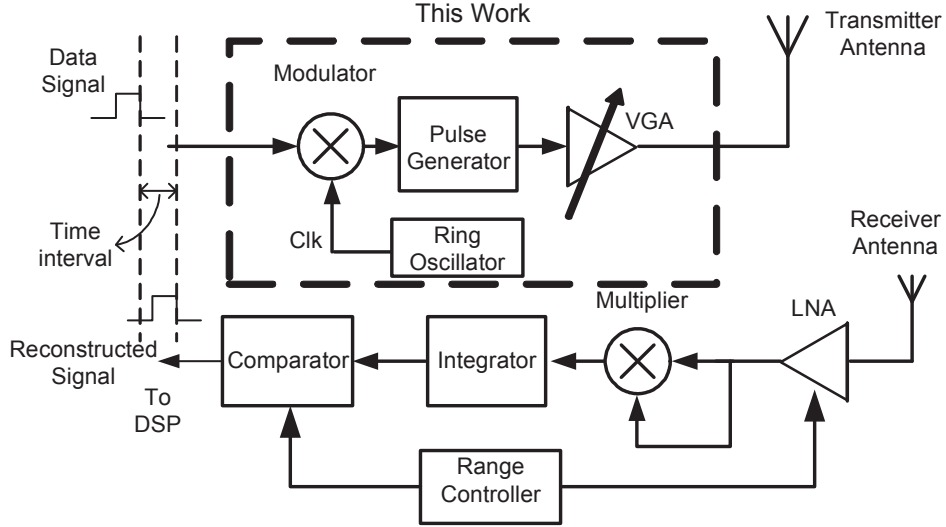 This Work
Transmitter
Antenna
Data
Signal
Modulator
Pulse
Generator
VGA
Time
interval
Clk
Ring
Oscillator
Receiver
Antenna
Multiplier
LNA
Reconstructed
Signal
Comparator
Integrator
To
DSP
Range
Controller